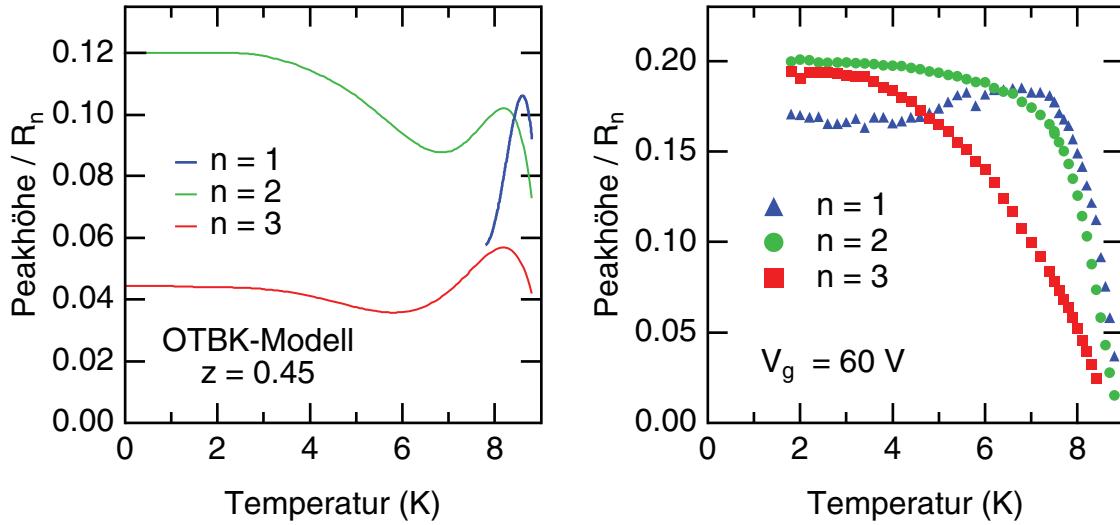 0.12
0.10
0.08
0.06
0.04
0.02
0.00
Peakhöhe / Rn
n = 1
n = 2
n = 3
OTBK-Modell
z = 0.45
0 2 4 6 8
Temperatur (K)
0.20
0.15
0.10
0.05
0.00
Peakhöhe / Rn
n = 1
n = 2
n = 3
Vg = 60 V
0 2 4 6 8
Temperatur (K)